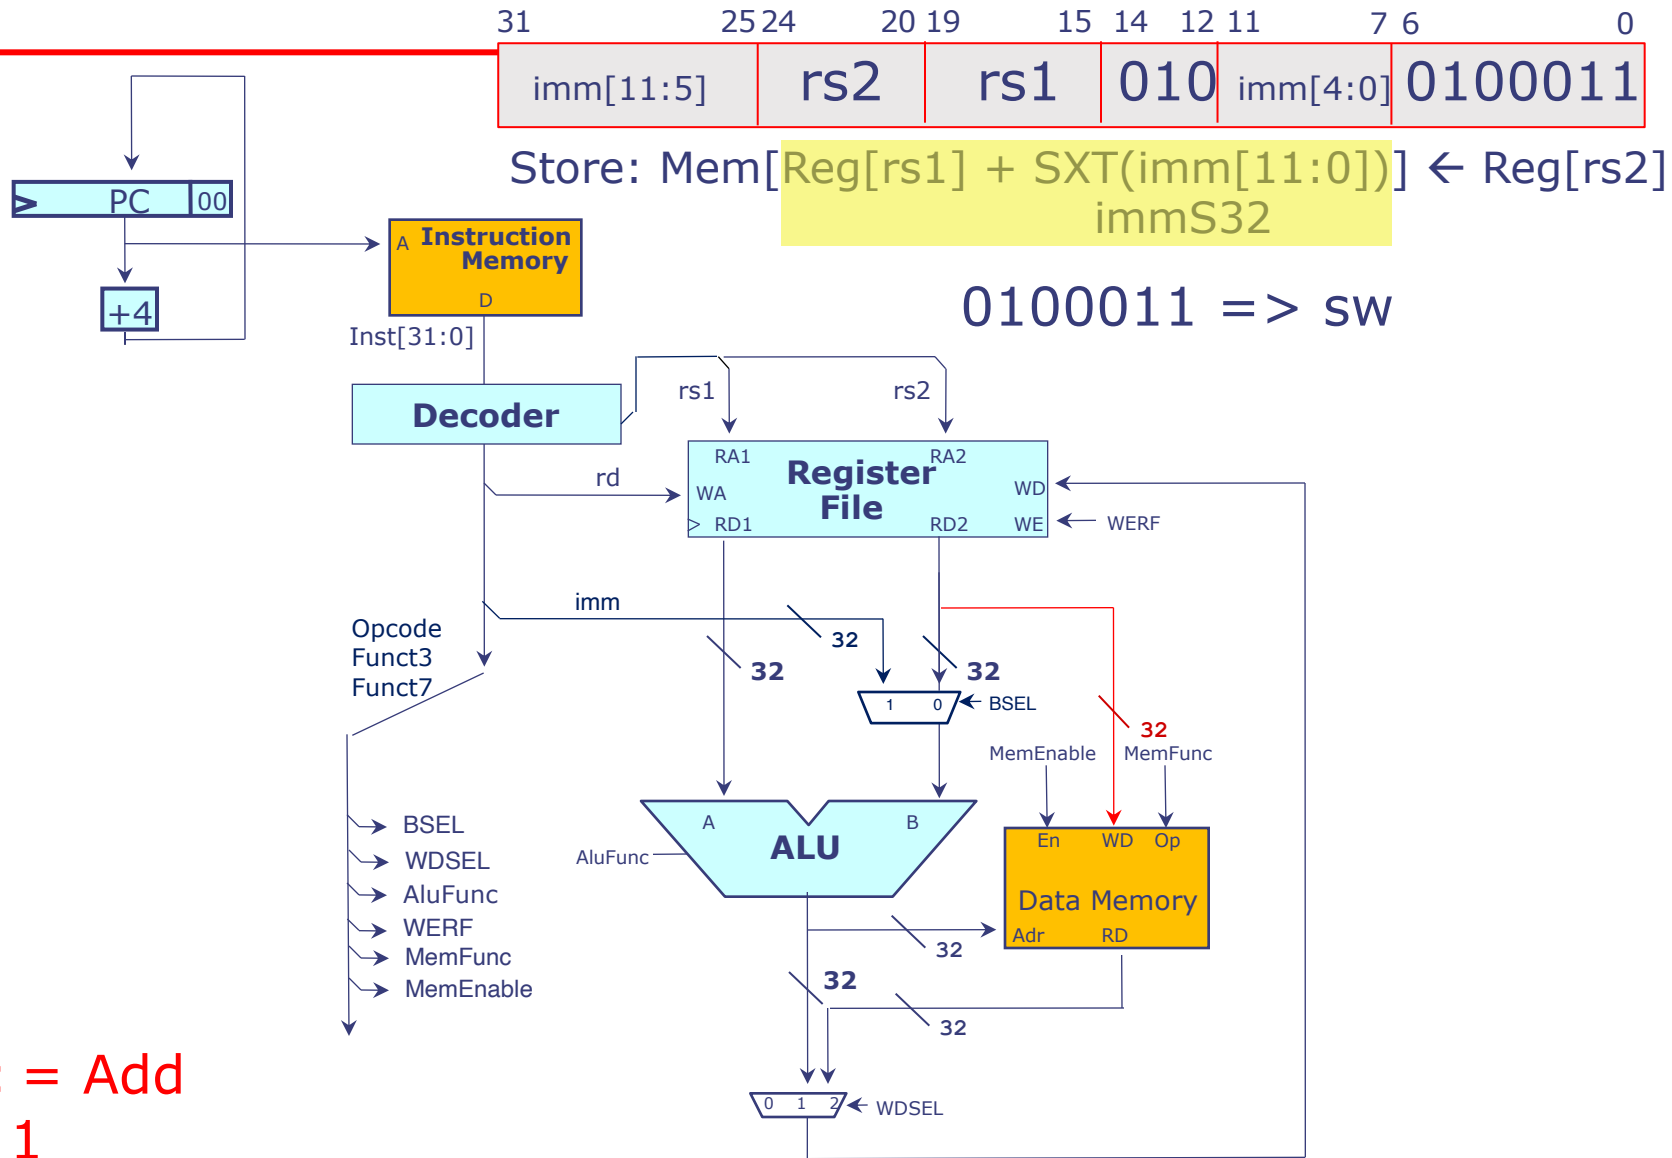 31 25 24 20 19 15 14 12 11 7 6 0
imm[11:5] rs2 rs1 010 imm[4:0] 0100011
Store: Mem[Reg[rs1] + SXT(imm[11:0])] ← Reg[rs2]
immS32
PC 00
A Instruction
Memory
D
0100011 => sw
+4
Inst[31:0]
rs1 rs2
Decoder
RA1 RA2
Register
File
rd
WA WD
RD1 RD2 WE
WERF
imm
32
Opcode
Funct3
Funct7
32
32
1 0
BSEL
32
MemEnable MemFunc
A B
ALU
AluFunc
En WD Op
Data Memory
Adr RD
BSEL
WDSEL
AluFunc
WERF
MemFunc
MemEnable
32
32
32
= Add
1
0 1 2
WDSEL